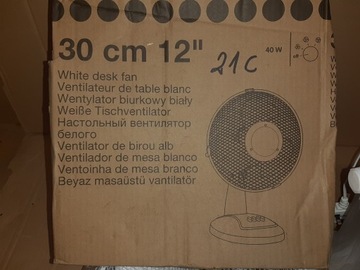 30 cm 12"
40 W
21C
White desk fan
Ventilateur de table blanc
Wentylator biurkowy biały
Weiße Tischventilator
Настольный вентилятор
белого
Ventilator de birou alb
Ventilador de mesa blanco
Ventoinha de mesa branco
Beyaz masaüstü vantilatör